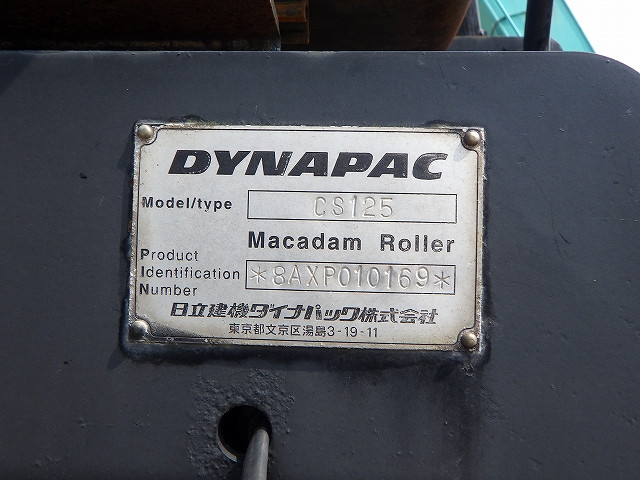 DYNAPAC
Model/type CS125
Macadam Roller
Product
Identification *8AXP010169*
Number
日立建機ダイナパック株式会社
東京都文京区湯島3-19-11